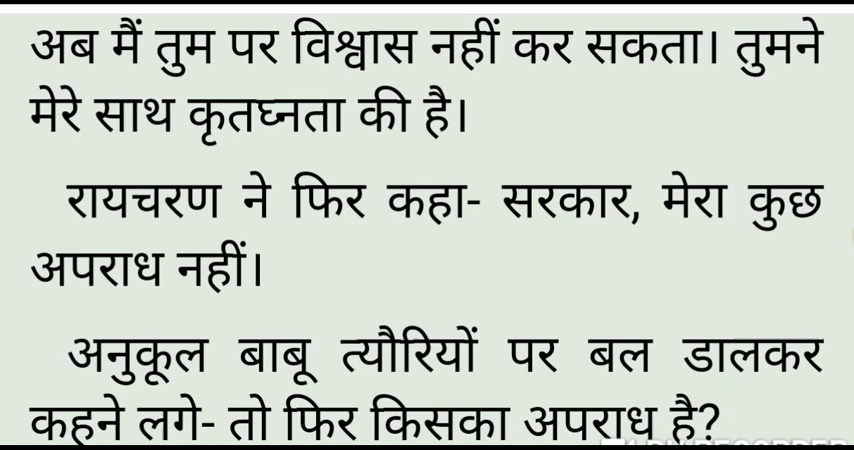 अब मैं तुम पर विश्वास नहीं कर सकता। तुमने
मेरे साथ कृतघ्नता की है।
रायचरण ने फिर कहा- सरकार, मेरा कुछ
अपराध नहीं।
अनुकूल बाबू त्यौरियों पर बल डालकर
कहने लगे- तो फिर किसका अपराध है?